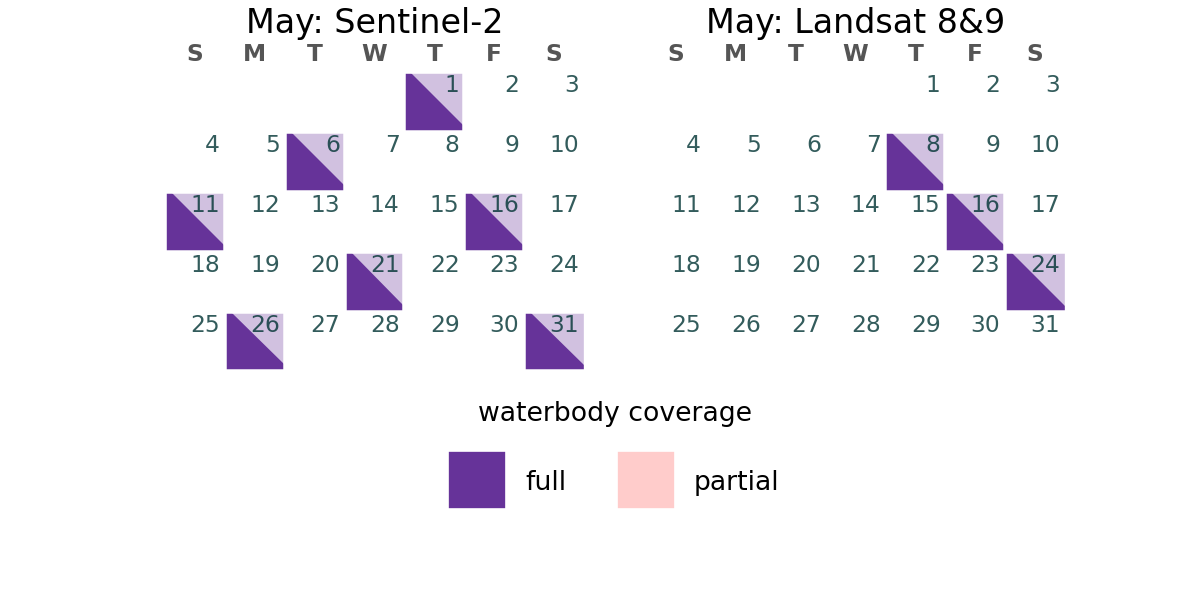 May: Sentinel-2
S M T W T F S
1 2 3
4 5 6 7 8 9 10
11 12 13 14 15 16 17
18 19 20 21 22 23 24
25 26 27 28 29 30 31
May: Landsat 8&9
S M T W T F S
1 2 3
4 5 6 7 8 9 10
11 12 13 14 15 16 17
18 19 20 21 22 23 24
25 26 27 28 29 30 31
waterbody coverage
full partial